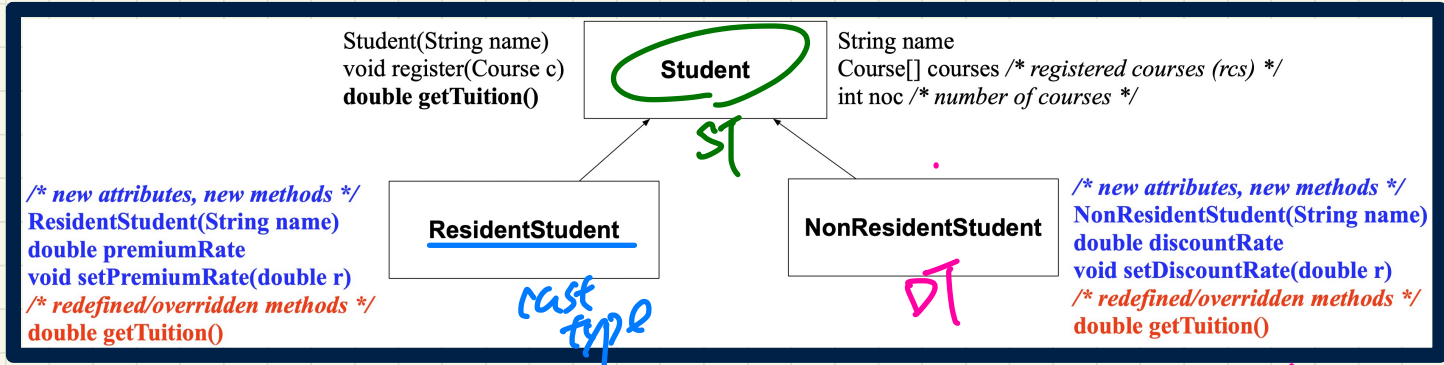 Student(String name)
void register(Course c)
double getTuition()
Student
String name
Course[] courses /* registered courses (rcs) */
int noc /* number of courses */
ST
/* new attributes, new methods */
ResidentStudent(String name)
double premiumRate
void setPremiumRate(double r)
/* redefined/overridden methods */
double getTuition()
ResidentStudent
cast
type
NonResidentStudent
DT
/* new attributes, new methods */
NonResidentStudent(String name)
double discountRate
void setDiscountRate(double r)
/* redefined/overridden methods */
double getTuition()